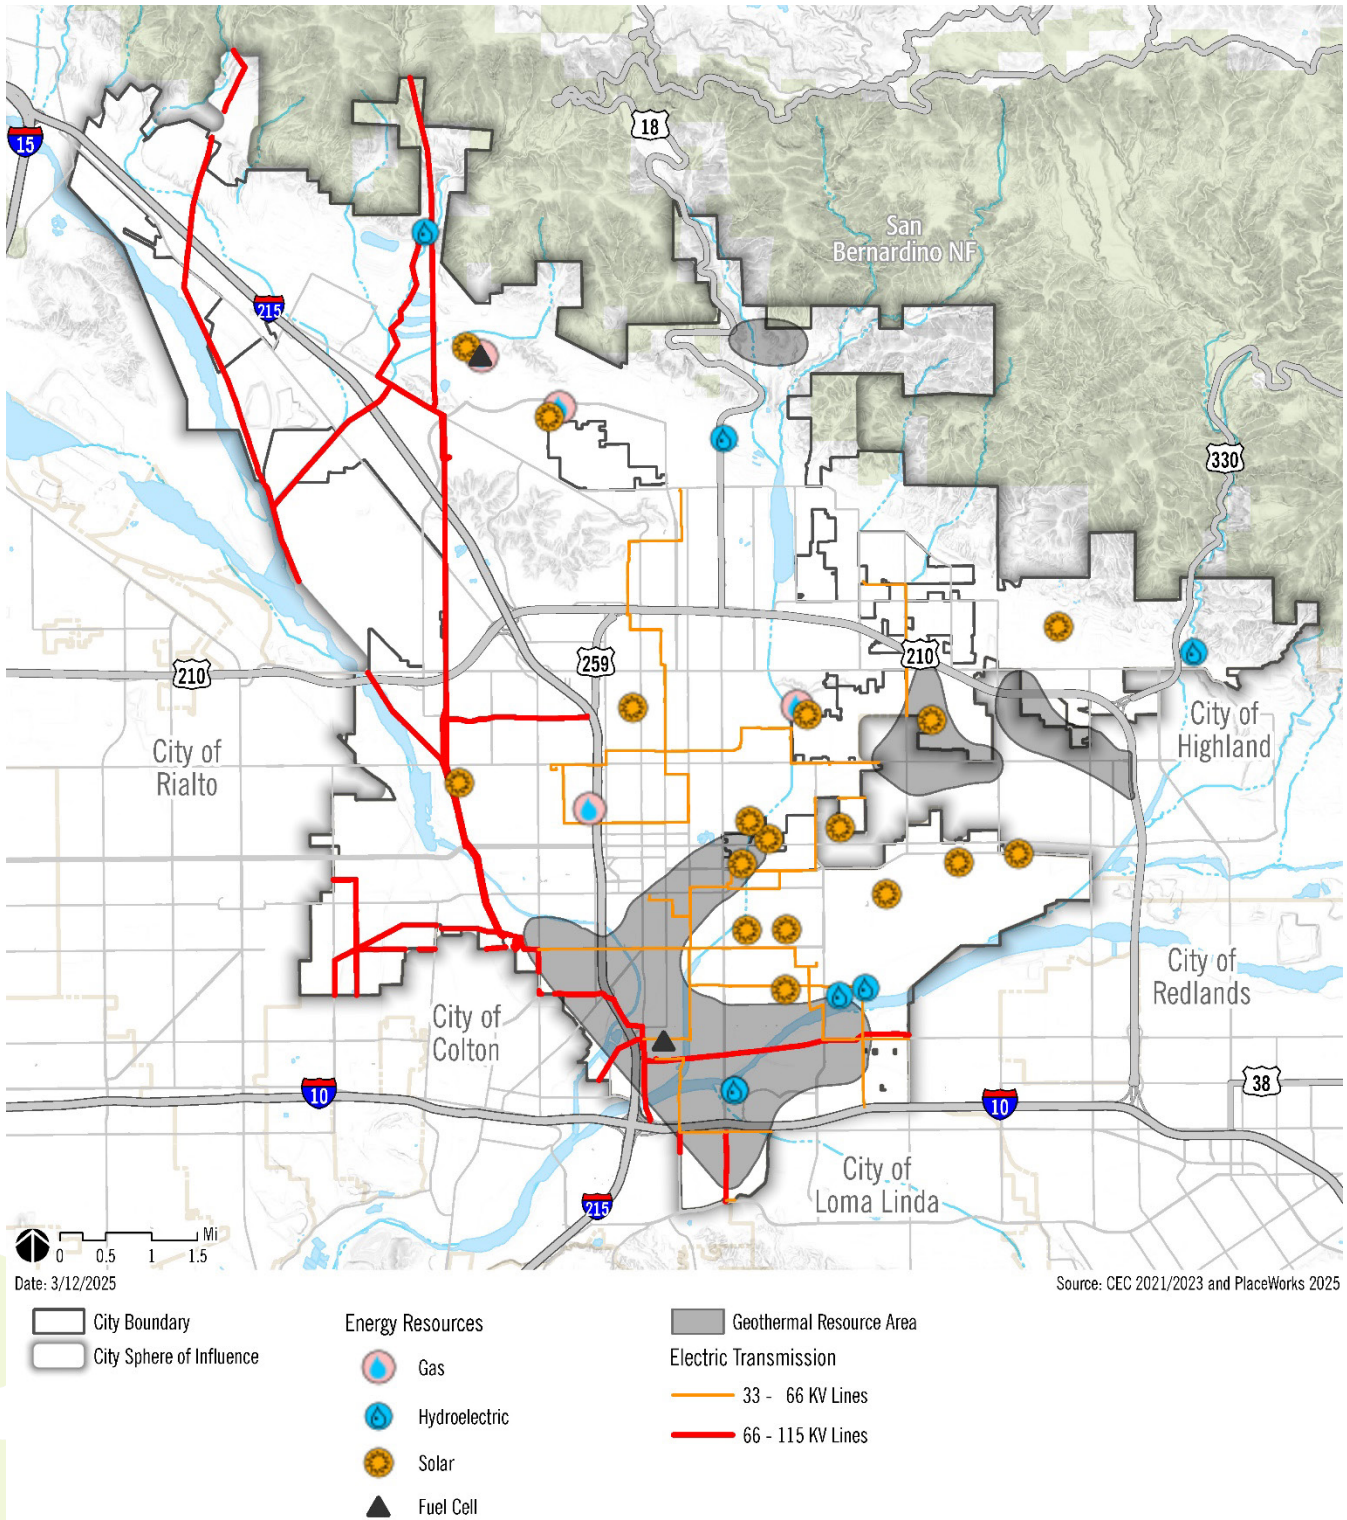 18
15
San
Bernardino NF
215
330
210
259
210
City of
Highland
City of
Rialto
City of
Redlands
City of
Colton
38
10
10
City of
Loma Linda
215
Mi
0 0.5 1 1.5
Date: 3/12/2025
Source: CEC 2021/2023 and PlaceWorks 2025
City Boundary
City Sphere of Influence
Energy Resources
Gas
Hydroelectric
Solar
Fuel Cell
Geothermal Resource Area
Electric Transmission
33 - 66 KV Lines
66 - 115 KV Lines